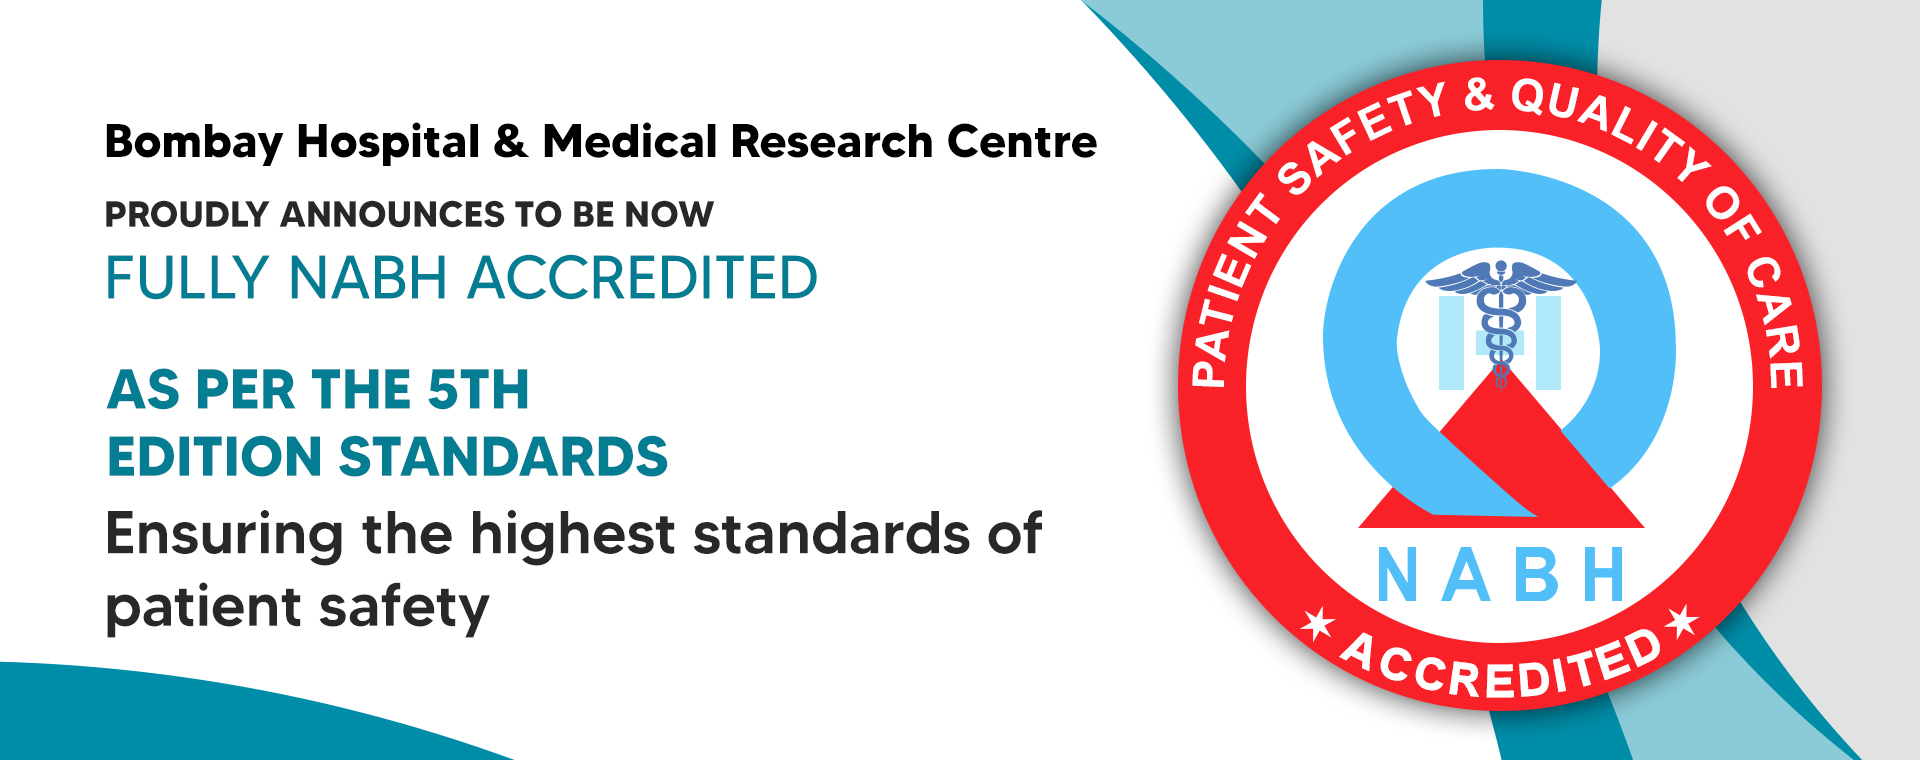 Bombay Hospital & Medical Research Centre
PROUDLY ANNOUNCES TO BE NOW
FULLY NABH ACCREDITED
AS PER THE 5TH
EDITION STANDARDS
Ensuring the highest standards of
patient safety
PATIENT SAFETY & QUALITY OF CARE
NABH
ACCREDITED